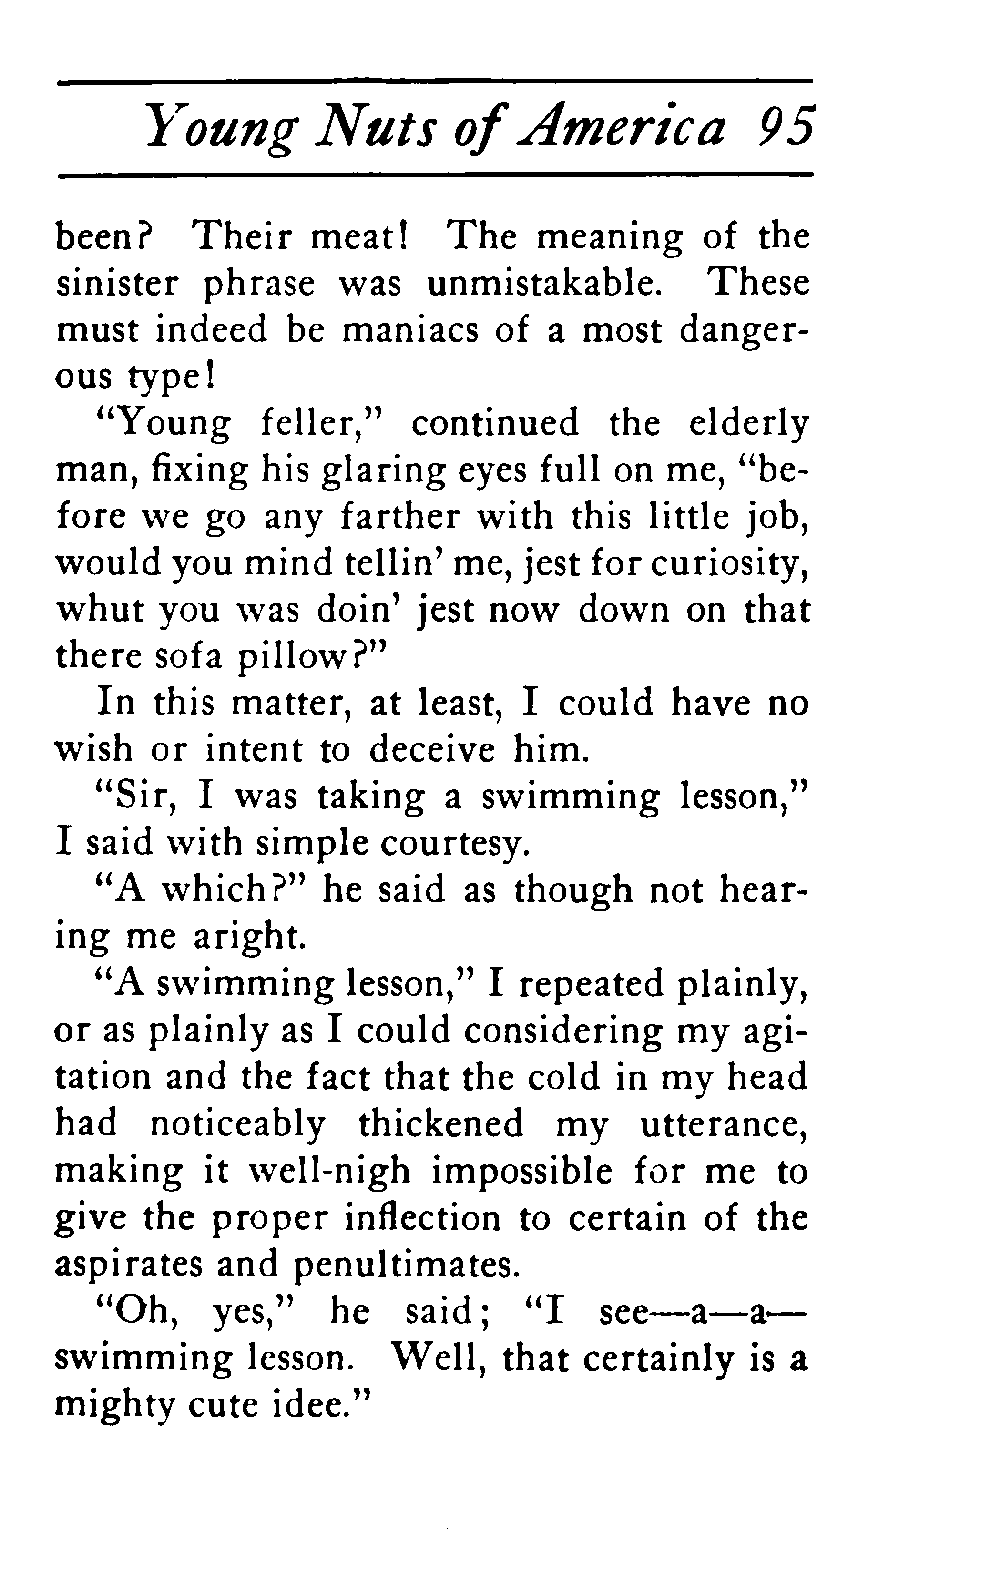 Young Nuts of America 95
been? Their meat! The meaning of the
sinister phrase was unmistakable. These
must indeed be maniacs of a most danger-
ous type!
“Young feller,” continued the elderly
man, fixing his glaring eyes full on me, “be-
fore we go any farther with this little job,
would you mind tellin’ me, jest for curiosity,
whut you was doin’ jest now down on that
there sofa pillow?”
In this matter, at least, I could have no
wish or intent to deceive him.
“Sir, I was taking a swimming lesson,”
I said with simple courtesy.
“A which?” he said as though not hear-
ing me aright.
“A swimming lesson,” I repeated plainly,
or as plainly as I could considering my agi-
tation and the fact that the cold in my head
had noticeably thickened my utterance,
making it well-nigh impossible for me to
give the proper inflection to certain of the
aspirates and penultimates.
“Oh, yes,” he said; “I see—a—a—
swimming lesson. Well, that certainly is a
mighty cute idee.”